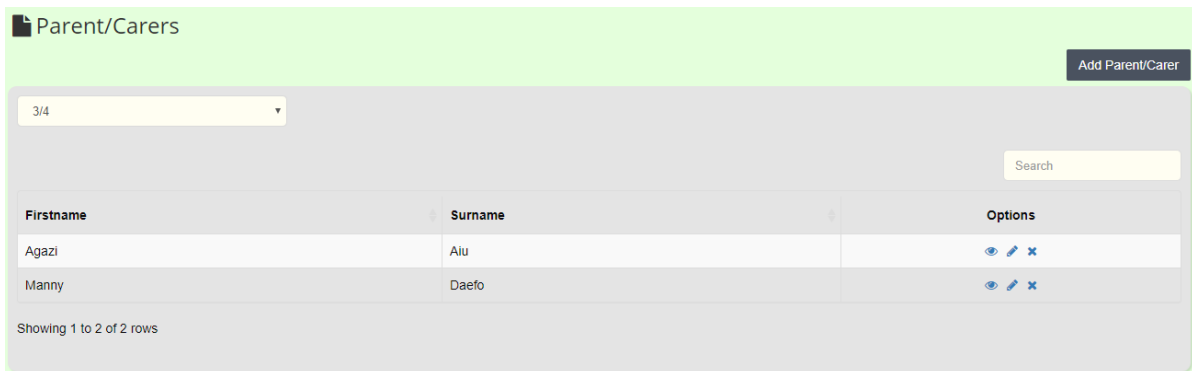 Parent/Carers
Add Parent/Carer
3/4
Search
Firstname Surname Options
Agazi Aiu
Manny Daefo
Showing 1 to 2 of 2 rows